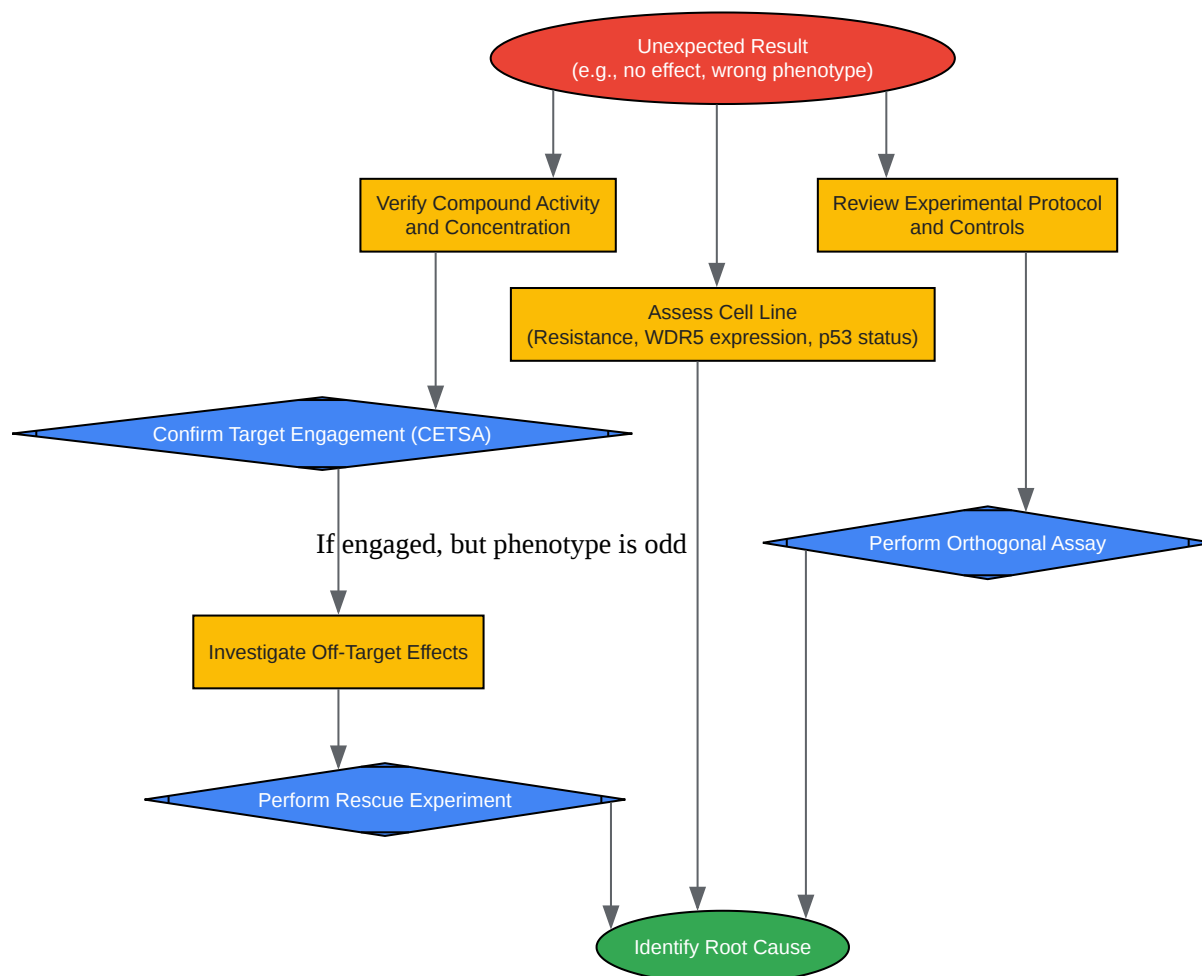 Unexpected Result
(e.g., no effect, wrong phenotype)
Verify Compound Activity
and Concentration
Review Experimental Protocol
and Controls
Assess Cell Line
(Resistance, WDR5 expression, p53 status)
Confirm Target Engagement (CETSA)
If engaged, but phenotype is odd
Perform Orthogonal Assay
Investigate Off-Target Effects
Perform Rescue Experiment
Identify Root Cause